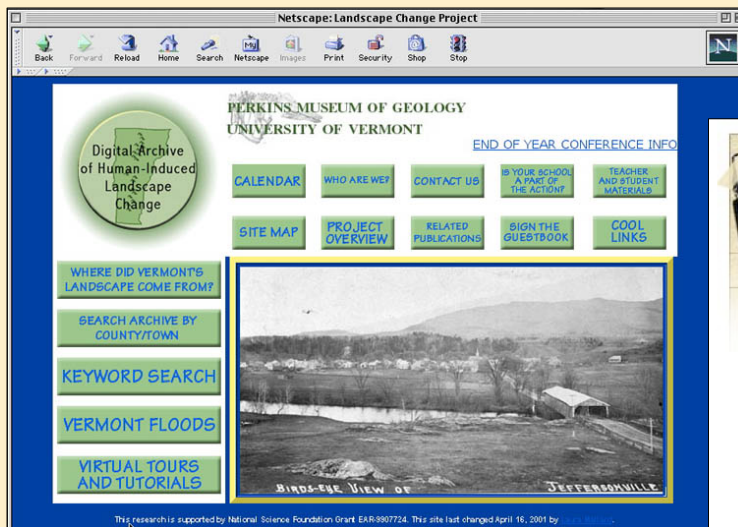 Netscape: Landscape Change Project
Back Forward Reload Home Search Netscape Images Print Security Shop Stop
My
N
Digital Archive
of Human-Induced
Landscape
Change
PERKINS MUSEUM OF GEOLOGY
UNIVERSITY OF VERMONT
END OF YEAR CONFERENCE INFO
CALENDAR
WHO ARE WE?
CONTACT US
IS YOUR SCHOOL
A PART OF
THE ACTION?
TEACHER
AND STUDENT
MATERIALS
SITE MAP
PROJECT
OVERVIEW
RELATED
PUBLICATIONS
SIGN THE
GUESTBOOK
COOL
LINKS
WHERE DID VERMONT'S
LANDSCAPE COME FROM?
SEARCH ARCHIVE BY
COUNTY/TOWN
KEYWORD SEARCH
VERMONT FLOODS
VIRTUAL TOURS
AND TUTORIALS
BIRDS-EYE VIEW OF JEFFERSONVILLE
This research is supported by National Science Foundation Grant EAR-9907724. This site last changed April 16, 2001 by